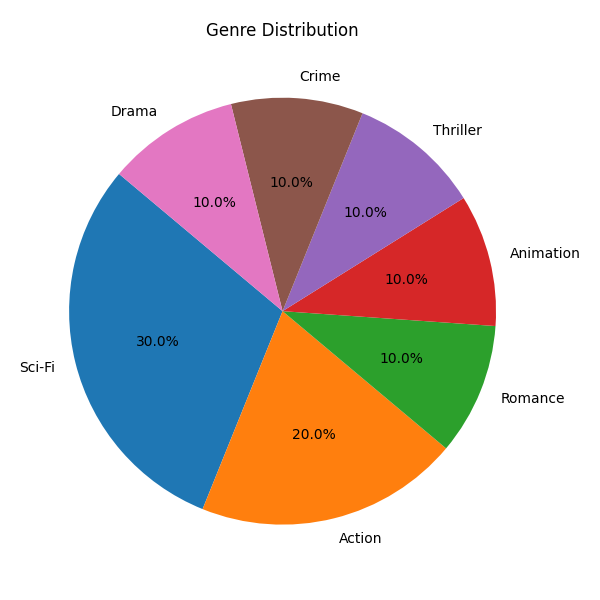 Genre Distribution
Crime
Drama
Thriller
10.0%
10.0%
10.0%
Animation
10.0%
30.0%
10.0%
Sci-Fi
Romance
20.0%
Action